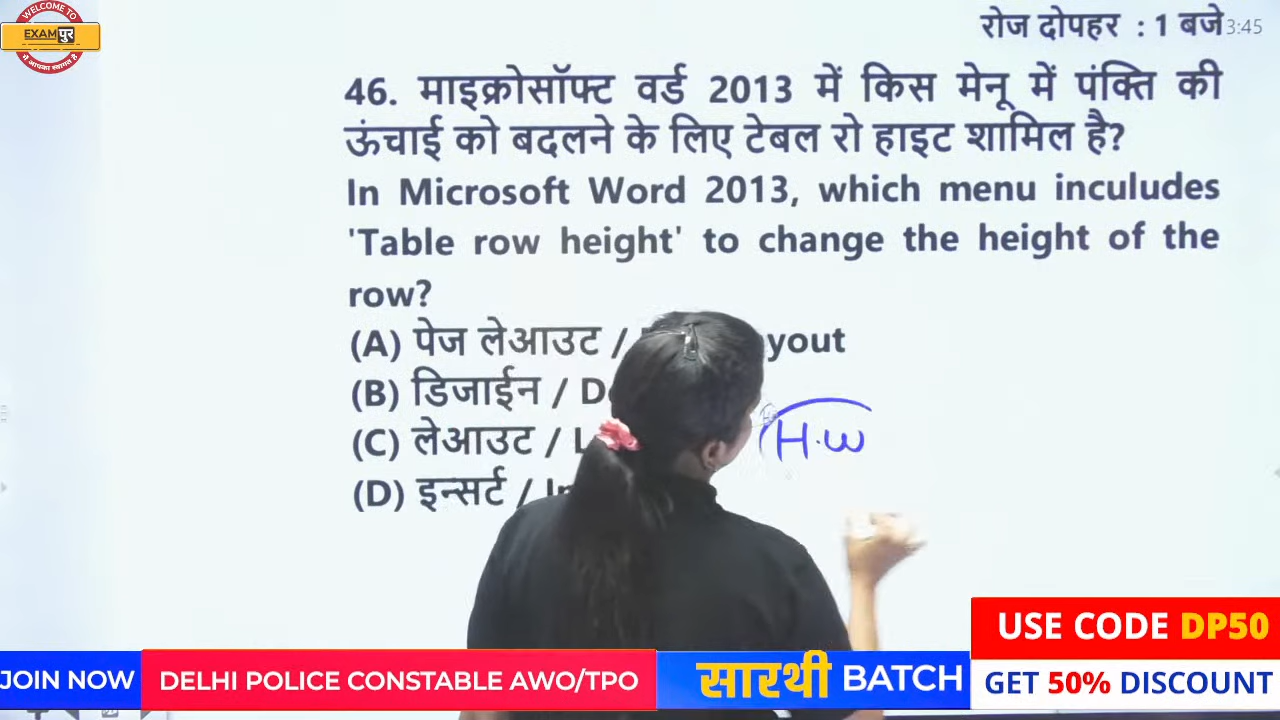 WELCOME TO
EXAMपुर
में आपका स्वागत है
रोज दोपहर : 1 बजे
3:45
46. माइक्रोसॉफ्ट वर्ड 2013 में किस मेनू में पंक्ति की
ऊंचाई को बदलने के लिए टेबल रो हाइट शामिल है?
In Microsoft Word 2013, which menu inculudes
'Table row height' to change the height of the
row?
(A) पेज लेआउट / yout
(B) डिजाईन / D
(C) लेआउट / L
(D) इन्सर्ट / In
H.W
USE CODE DP50
JOIN NOW DELHI POLICE CONSTABLE AWO/TPO सारथी BATCH GET 50% DISCOUNT